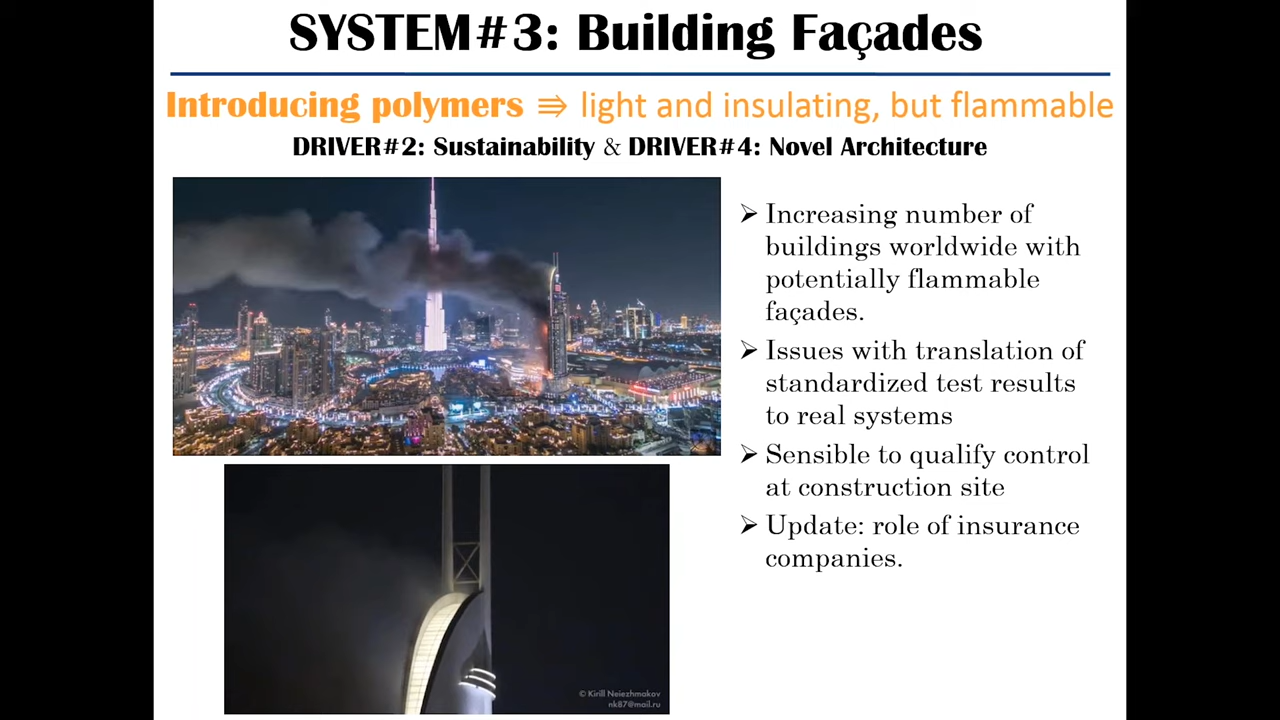 SYSTEM#3: Building Façades
Introducing polymers ⇛ light and insulating, but flammable
DRIVER#2: Sustainability & DRIVER#4: Novel Architecture
➢ Increasing number of
buildings worldwide with
potentially flammable
façades.
➢ Issues with translation of
standardized test results
to real systems
➢ Sensible to qualify control
at construction site
➢ Update: role of insurance
companies.
© Kirill Neiezhmakov
nk87@mail.ru